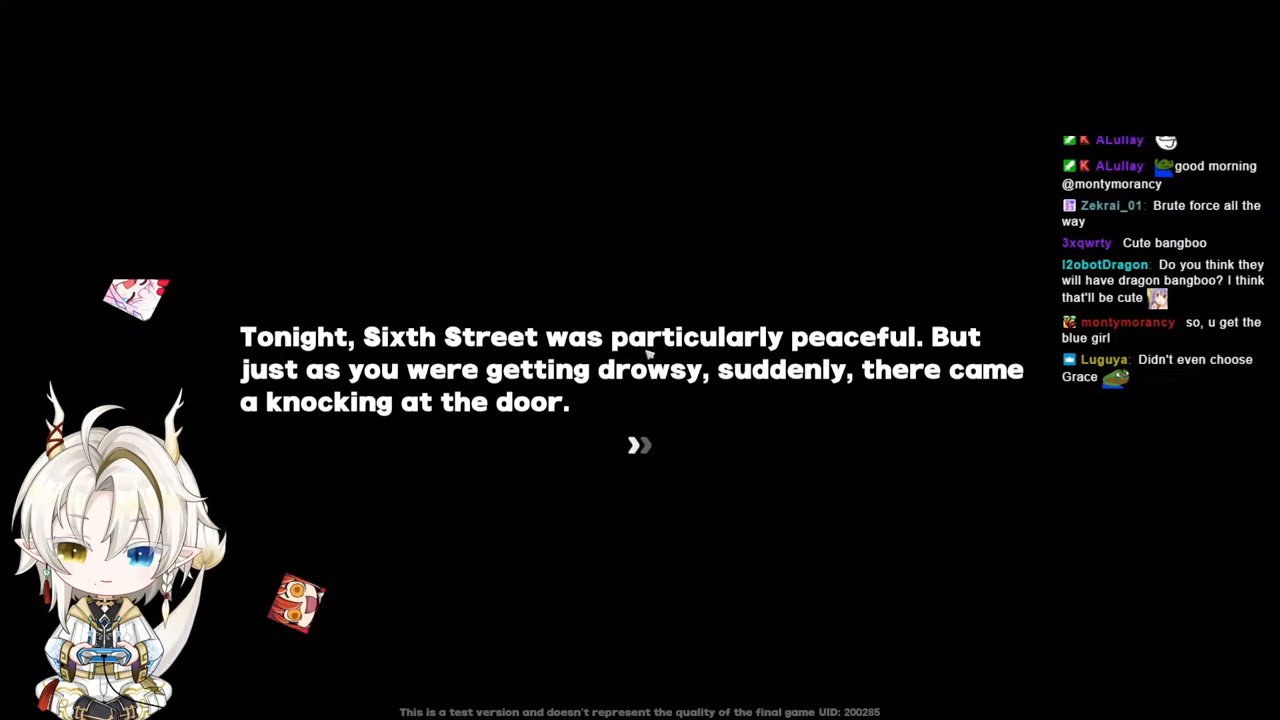 ALullay:
ALullay: good morning
@montymorancy
Zekrai_01: Brute force all the
way
3xqwrty: Cute bangboo
I2obotDragon: Do you think they
will have dragon bangboo? I think
that'll be cute
montymorancy: so, u get the
blue girl
Luguya: Didn't even choose
Grace
Tonight, Sixth Street was particularly peaceful. But
just as you were getting drowsy, suddenly, there came
a knocking at the door.
This is a test version and doesn't represent the quality of the final game UID: 200285